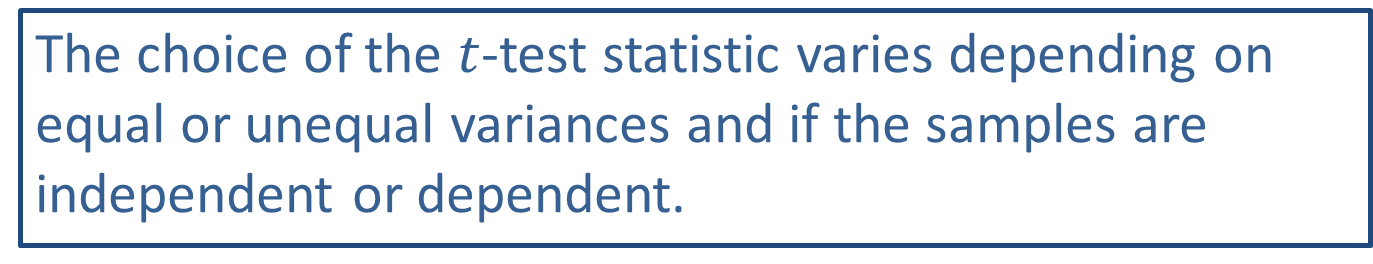 The choice of the t-test statistic varies depending on
equal or unequal variances and if the samples are
independent or dependent.